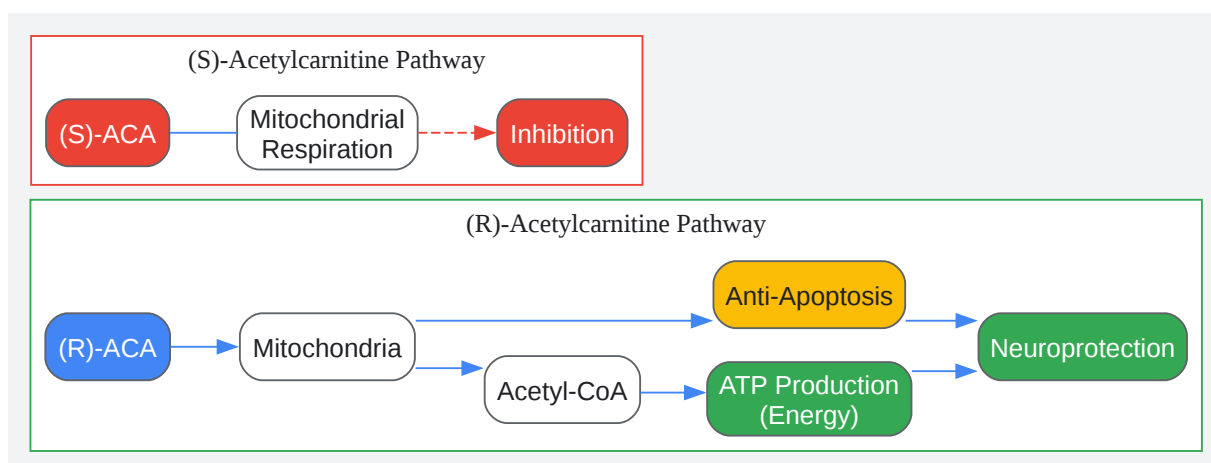 (S)-Acetylcarnitine Pathway
(S)-ACA
Mitochondrial
Respiration
Inhibition
(R)-Acetylcarnitine Pathway
(R)-ACA
Mitochondria
Anti-Apoptosis
Acetyl-CoA
ATP Production
(Energy)
Neuroprotection